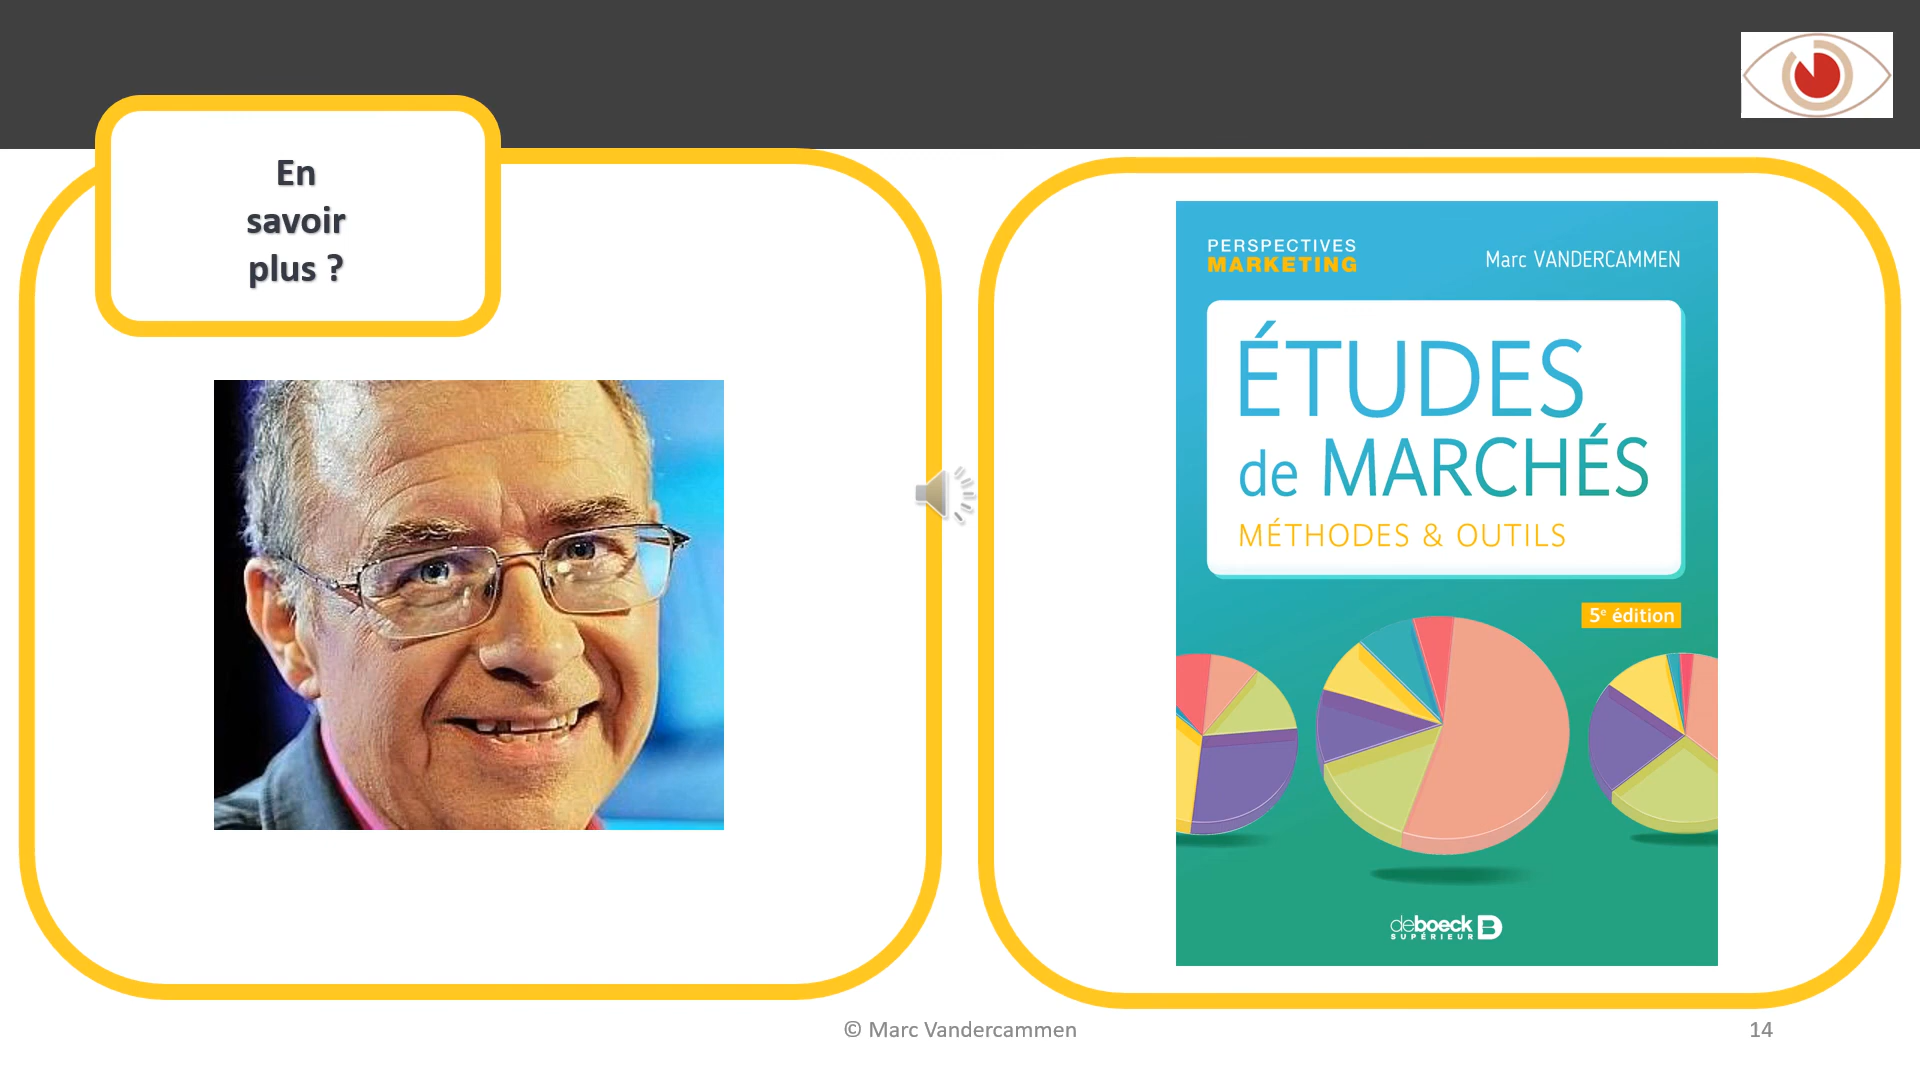 En
savoir
plus ?
PERSPECTIVES
MARKETING
Marc VANDERCAMMEN
ÉTUDES
de MARCHÉS
MÉTHODES & OUTILS
5e édition
deboeck B
SUPÉRIEUR
© Marc Vandercammen
14